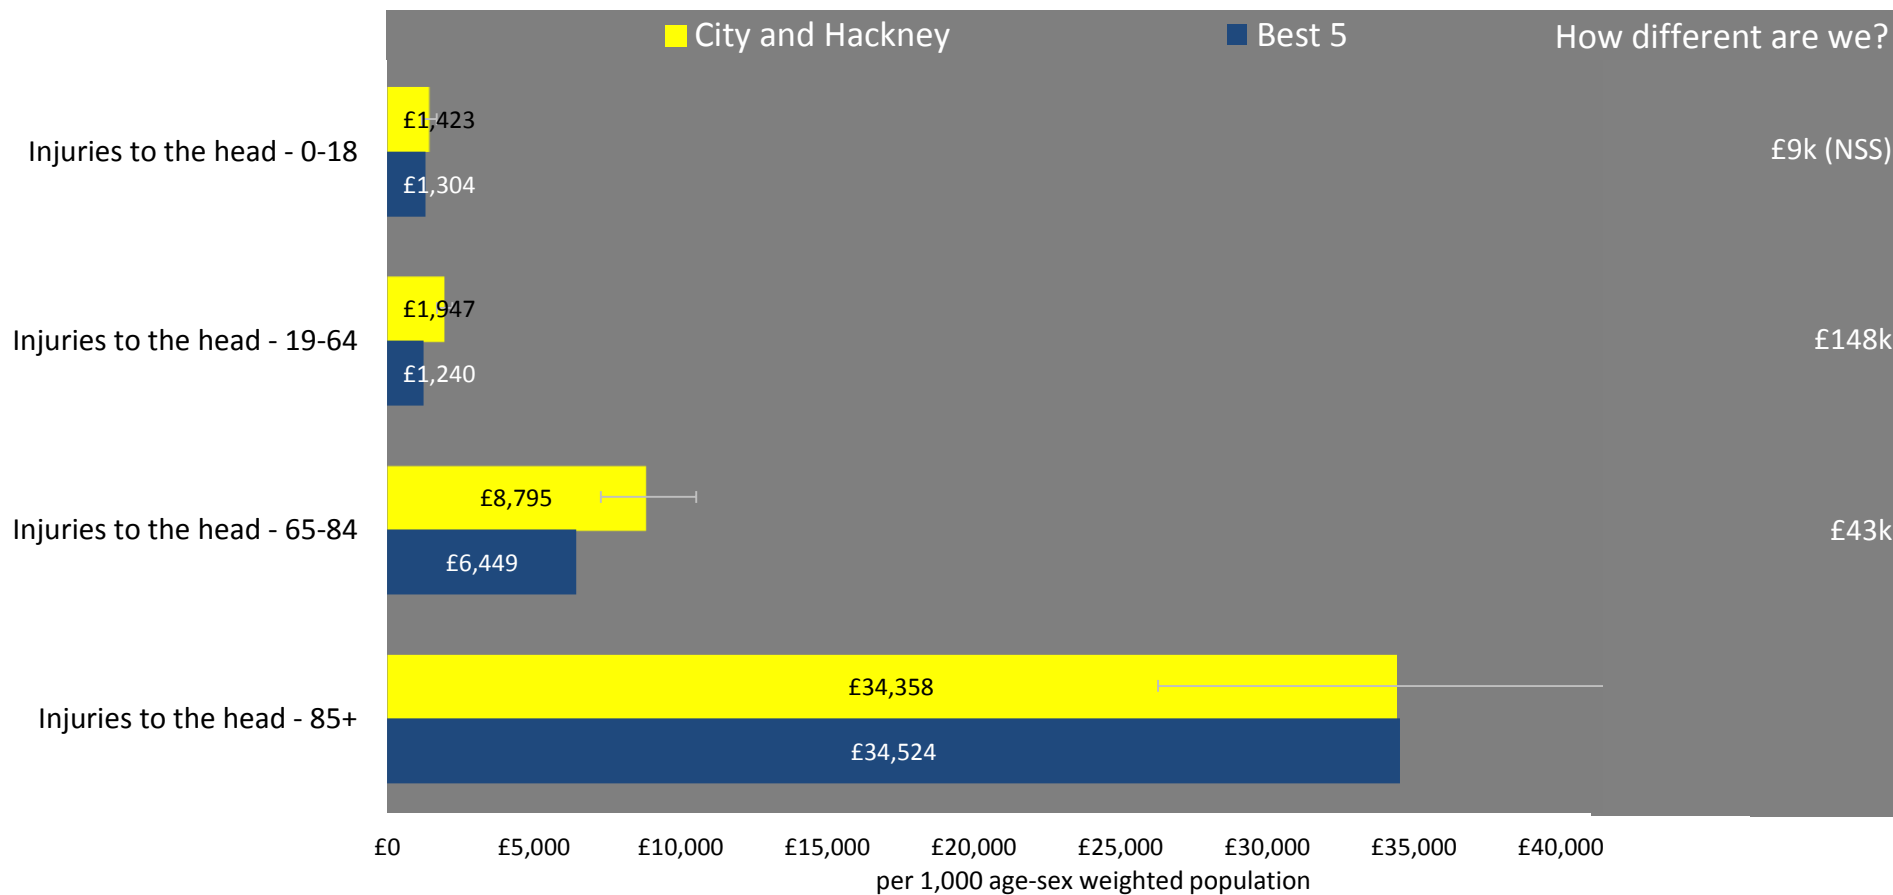 City and Hackney
Best 5
How different are we?
Injuries to the head - 0-18
£1,423
£1,304
£9k (NSS)
Injuries to the head - 19-64
£1,947
£1,240
£148k
Injuries to the head - 65-84
£8,795
£6,449
£43k
Injuries to the head - 85+
£34,358
£34,524
£0 £5,000 £10,000 £15,000 £20,000 £25,000 £30,000 £35,000 £40,000
per 1,000 age-sex weighted population